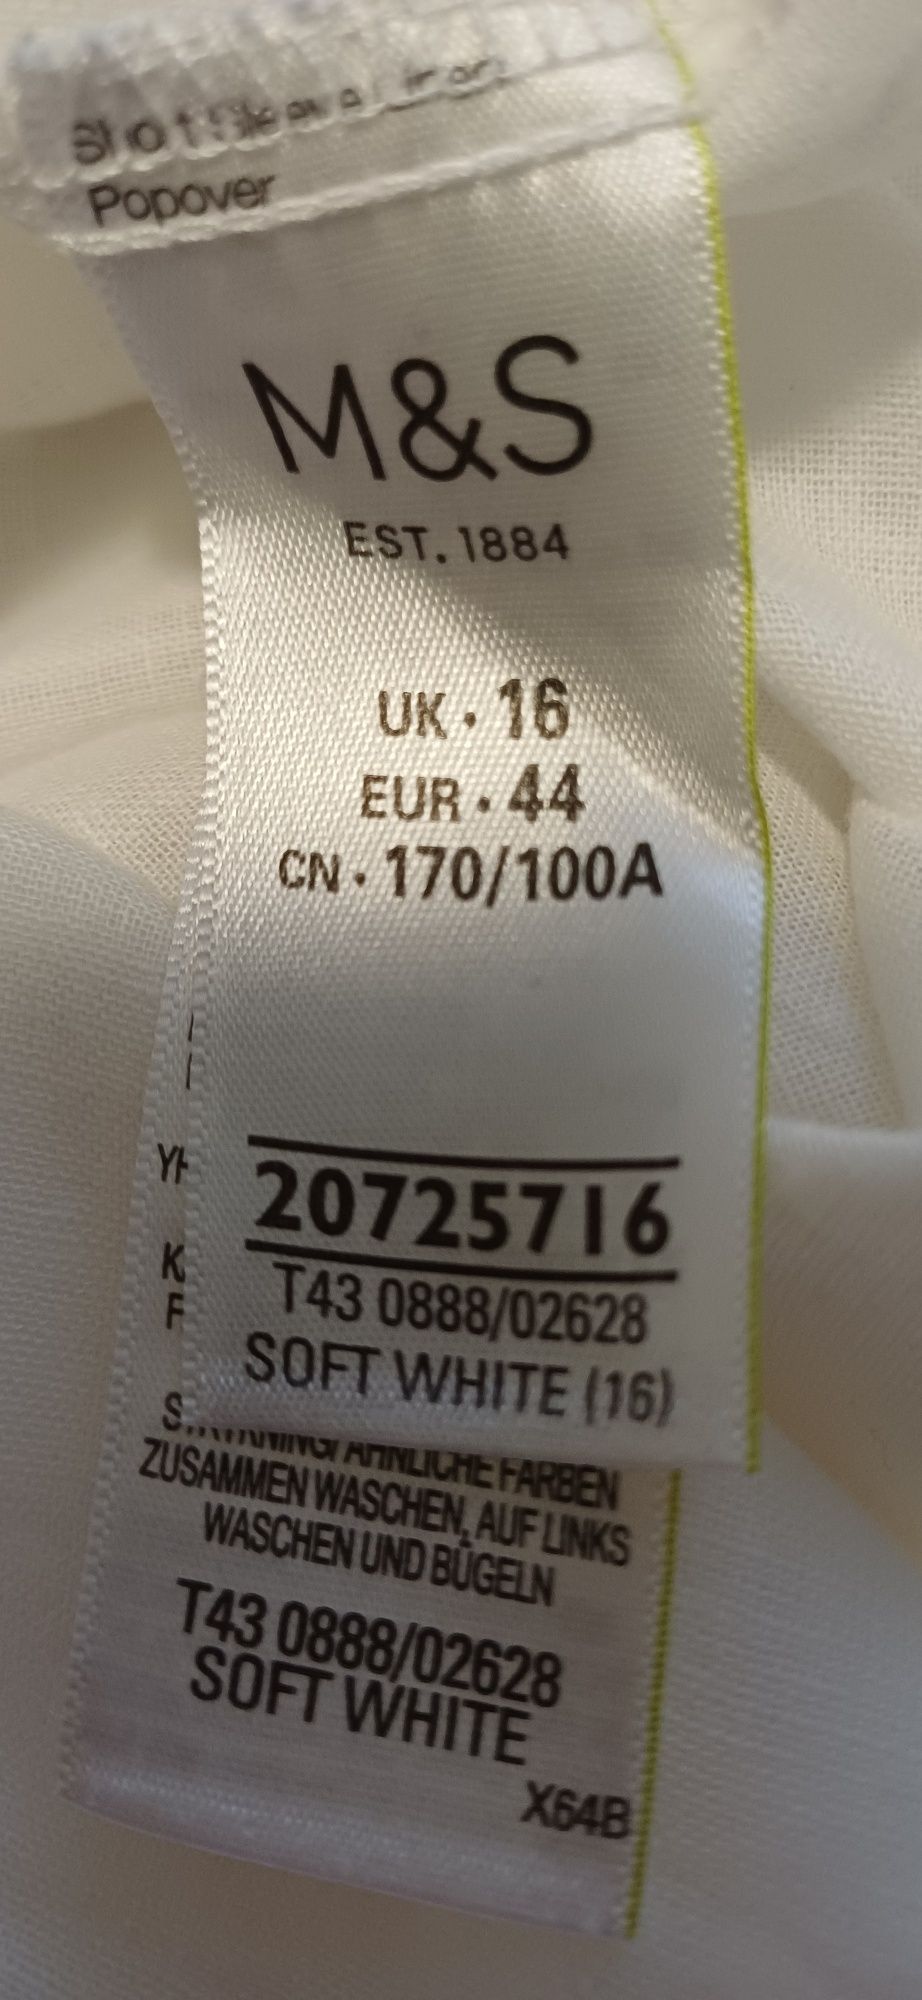 Popover
M&S
EST. 1884
UK • 16
EUR • 44
CN • 170/100A
20725716
T43 0888/02628
SOFT WHITE (16)
FARBEN
ZUSAMMEN WASCHEN, AUF LINKS
WASCHEN UND BÜGELN
T43 0888/02628
SOFT WHITE
X64B